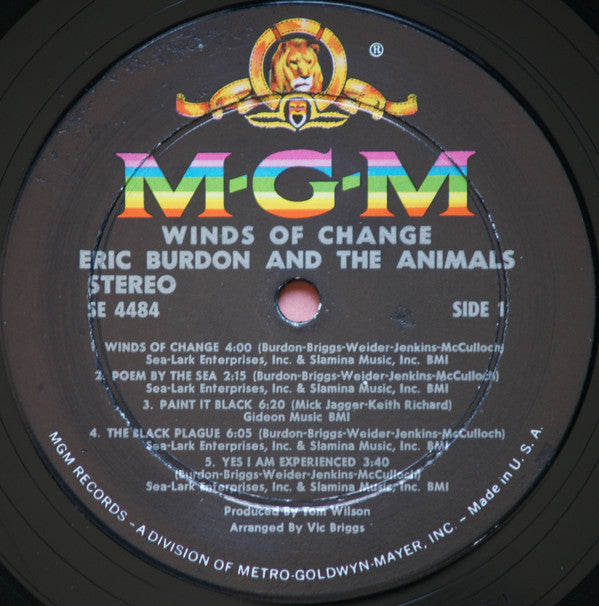 ®
M-G-M
WINDS OF CHANGE
ERIC BURDON AND THE ANIMALS
STEREO
SE 4484 SIDE 1
1. WINDS OF CHANGE 4:00 (Burdon-Briggs-Weider-Jenkins-McCulloch)
Sea-Lark Enterprises, Inc. & Slamina Music, Inc. BMI
2. POEM BY THE SEA 2:15 (Burdon-Briggs-Weider-Jenkins-McCulloch)
Sea-Lark Enterprises, Inc. & Slamina Music, Inc. BMI
3. PAINT IT BLACK 6:20 (Mick Jagger-Keith Richard)
Gideon Music BMI
4. THE BLACK PLAGUE 6:05 (Burdon-Briggs-Weider-Jenkins-McCulloch)
Sea-Lark Enterprises, Inc. & Slamina Music, Inc. BMI
5. YES I AM EXPERIENCED 3:40
(Burdon-Briggs-Weider-Jenkins-McCulloch)
Sea-Lark Enterprises, Inc. & Slamina Music, Inc. BMI
Produced By Tom Wilson
Arranged By Vic Briggs
MGM RECORDS – A DIVISION OF METRO-GOLDWYN-MAYER, INC. – Made in U. S. A.